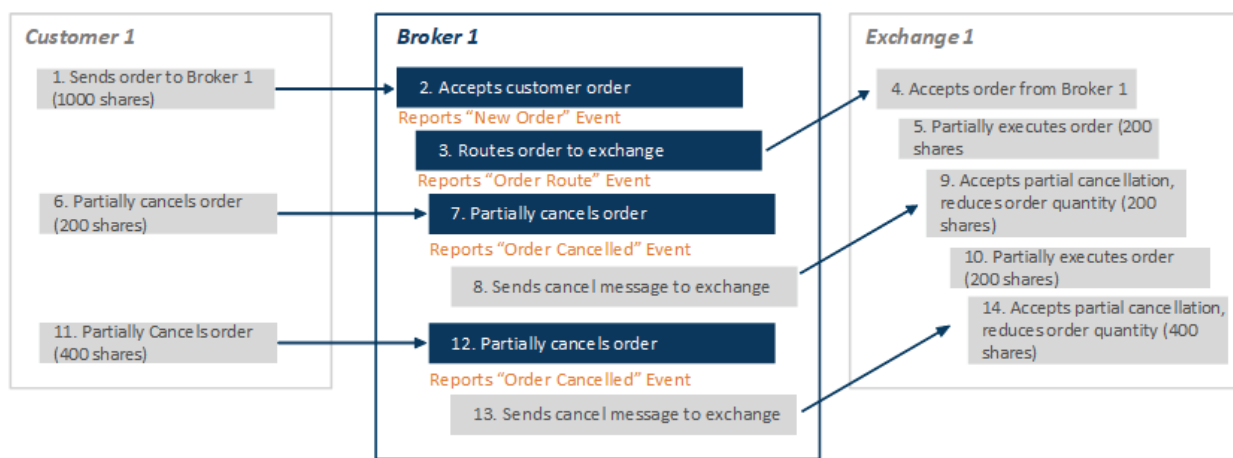 Customer 1
1. Sends order to Broker 1
(1000 shares)
6. Partially cancels order
(200 shares)
11. Partially Cancels order
(400 shares)
Broker 1
2. Accepts customer order
Reports “New Order” Event
3. Routes order to exchange
Reports “Order Route” Event
7. Partially cancels order
Reports “Order Cancelled” Event
8. Sends cancel message to exchange
12. Partially cancels order
Reports “Order Cancelled” Event
13. Sends cancel message to exchange
Exchange 1
4. Accepts order from Broker 1
5. Partially executes order (200
shares
9. Accepts partial cancellation,
reduces order quantity (200
shares)
10. Partially executes order
(200 shares)
14. Accepts partial cancellation,
reduces order quantity (400
shares)